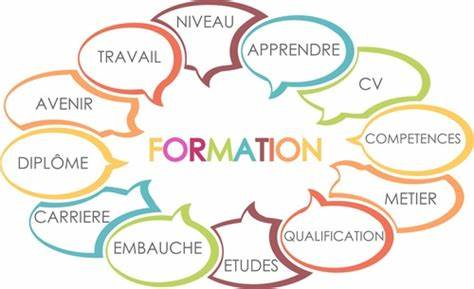 NIVEAU
TRAVAIL
APPRENDRE
CV
AVENIR
COMPETENCES
FORMATION
DIPLÔME
METIER
CARRIERE
QUALIFICATION
EMBAUCHE
ETUDES